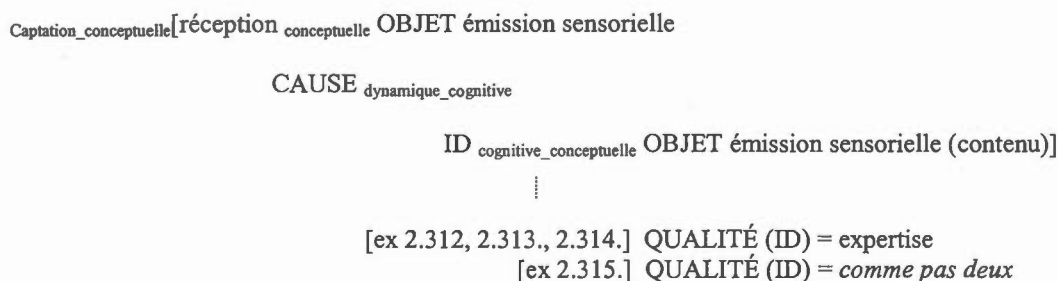 Captation_conceptuelle[réception conceptuelle OBJET émission sensorielle
CAUSE dynamique_cognitive
ID cognitive_conceptuelle OBJET émission sensorielle (contenu)]
[ex 2.312, 2.313., 2.314.] QUALITÉ (ID) = expertise
[ex 2.315.] QUALITÉ (ID) = comme pas deux